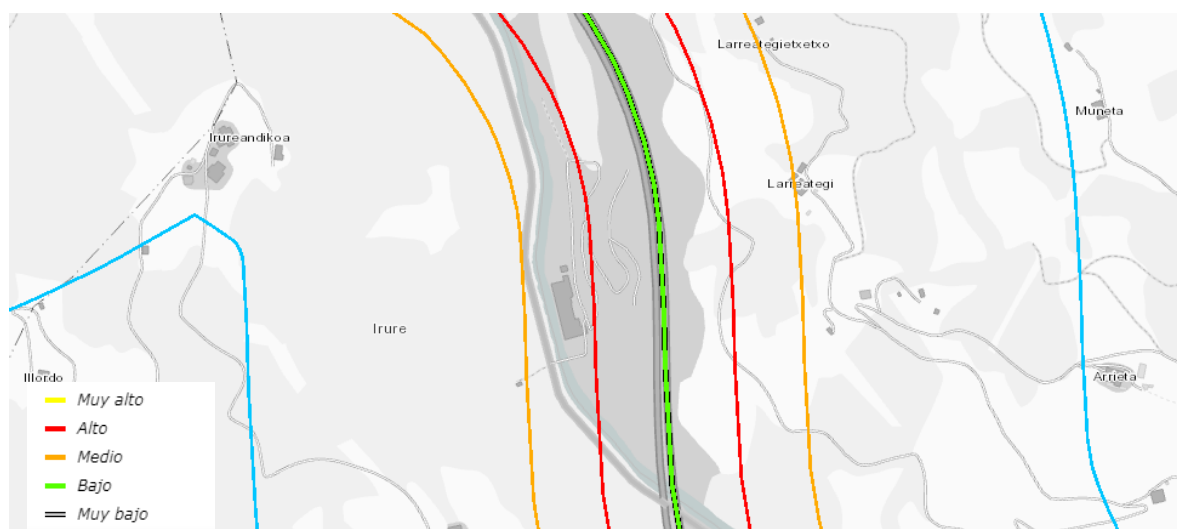 Larreategietxetxo
Muneta
Irureandikoa
Larreategi
Irure
Illordo
Arrieta
Muy alto
Alto
Medio
Bajo
Muy bajo